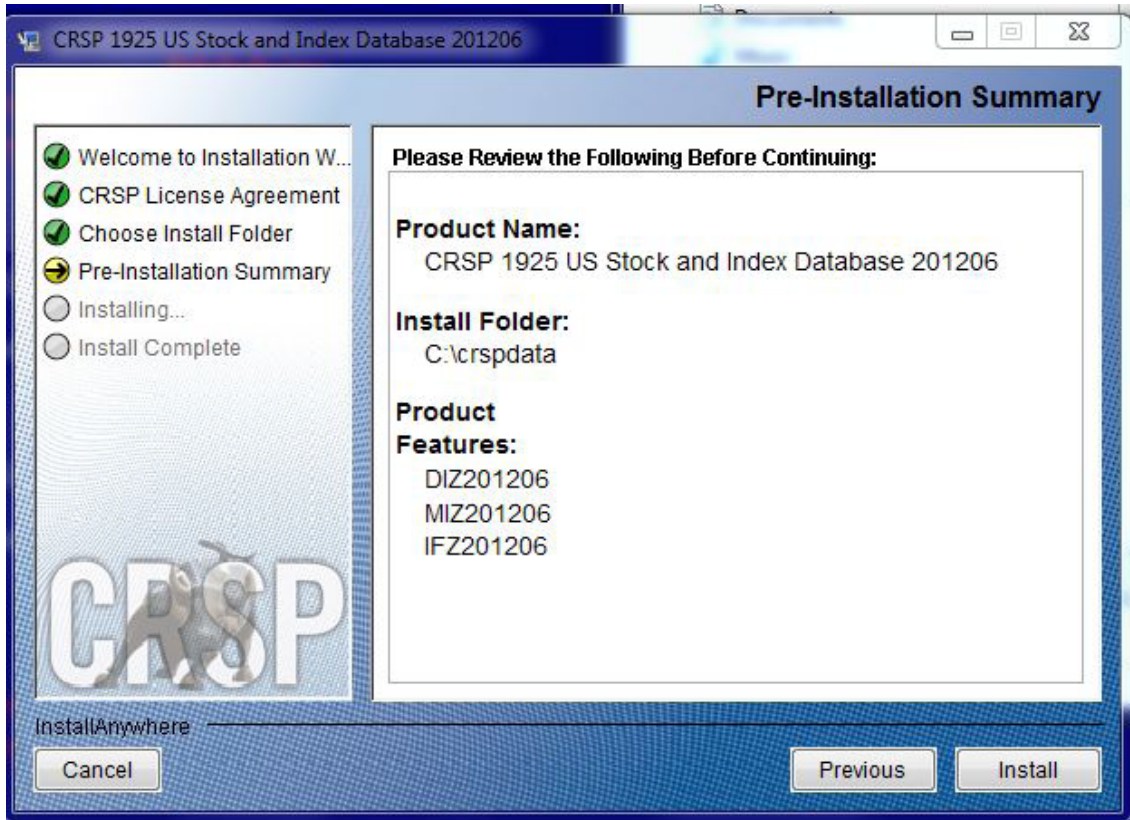 CRSP 1925 US Stock and Index Database 201206
Pre-Installation Summary
Welcome to Installation W...
CRSP License Agreement
Choose Install Folder
Pre-Installation Summary
Installing...
Install Complete
CRSP
Please Review the Following Before Continuing:
Product Name:
CRSP 1925 US Stock and Index Database 201206
Install Folder:
C:\crspdata
Product
Features:
DIZ201206
MIZ201206
IFZ201206
InstallAnywhere
Cancel
Previous
Install